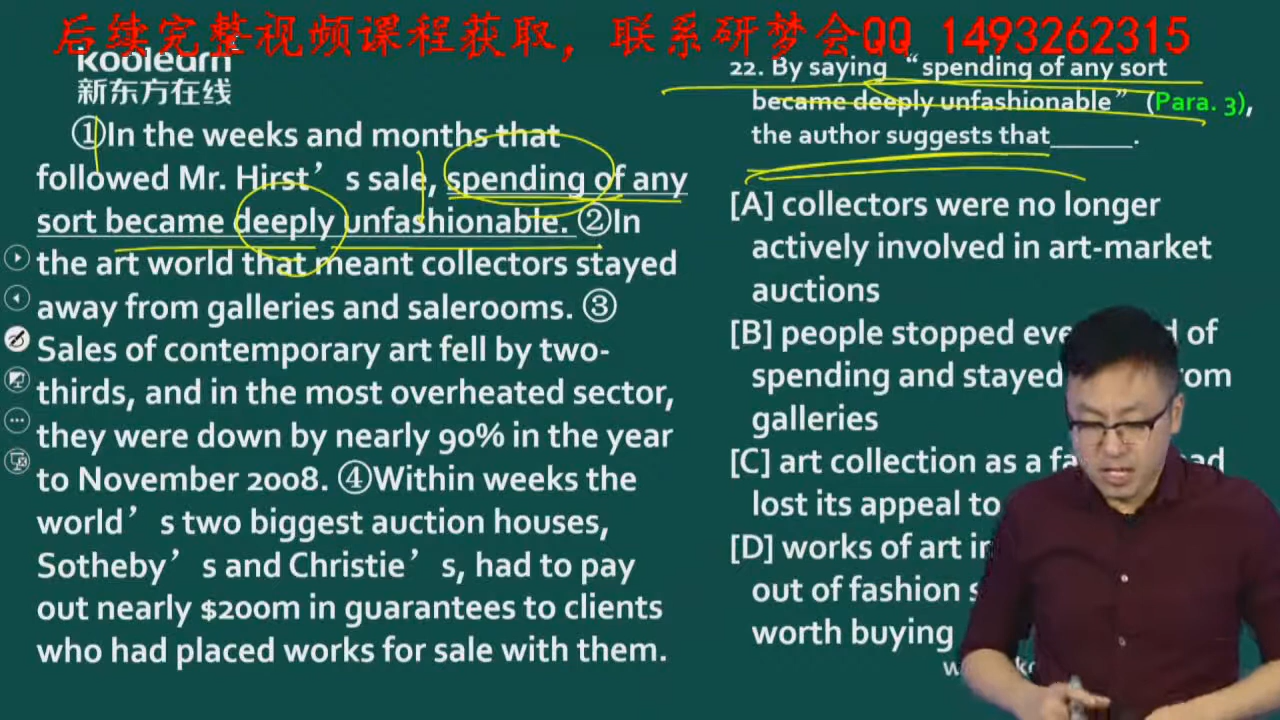 后续完整视频课程获取，联系研梦会QQ 1493262315
koolearn
新东方在线
①In the weeks and months that
followed Mr. Hirst’s sale, spending of any
sort became deeply unfashionable. ②In
the art world that meant collectors stayed
away from galleries and salerooms. ③
Sales of contemporary art fell by two-
thirds, and in the most overheated sector,
they were down by nearly 90% in the year
to November 2008. ④Within weeks the
world’s two biggest auction houses,
Sotheby’s and Christie’s, had to pay
out nearly $200m in guarantees to clients
who had placed works for sale with them.
22. By saying “spending of any sort
became deeply unfashionable” (Para. 3),
the author suggests that______.
[A] collectors were no longer
actively involved in art-market
auctions
[B] people stopped of
spending and stayed
galleries
[C] art collection as a
lost its appeal to
[D] works of art
out of fashion
worth buying